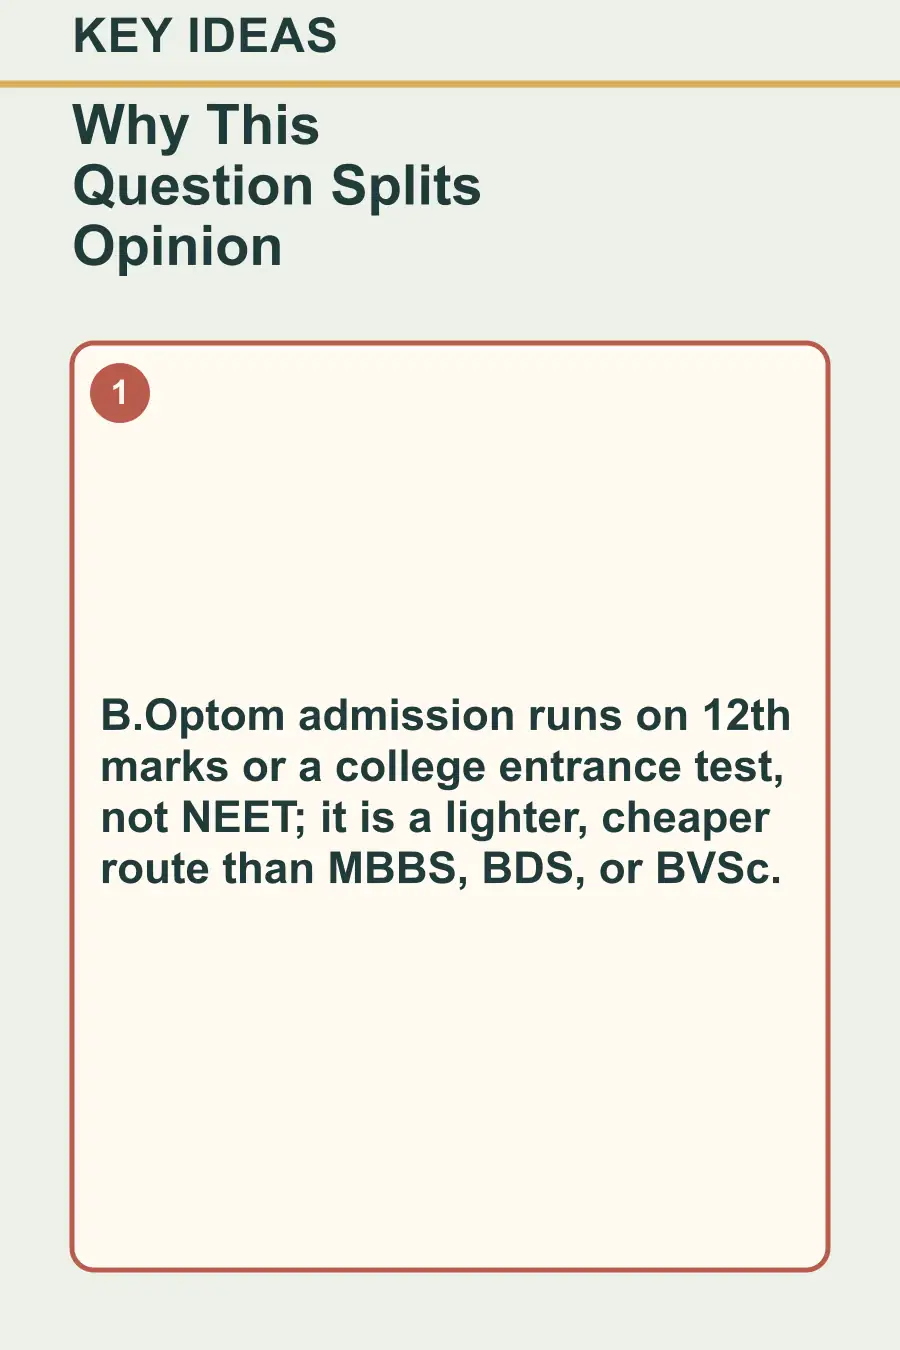 KEY IDEAS
Why This
Question Splits
Opinion
1
B.Optom admission runs on 12th
marks or a college entrance test,
not NEET; it is a lighter, cheaper
route than MBBS, BDS, or BVSc.